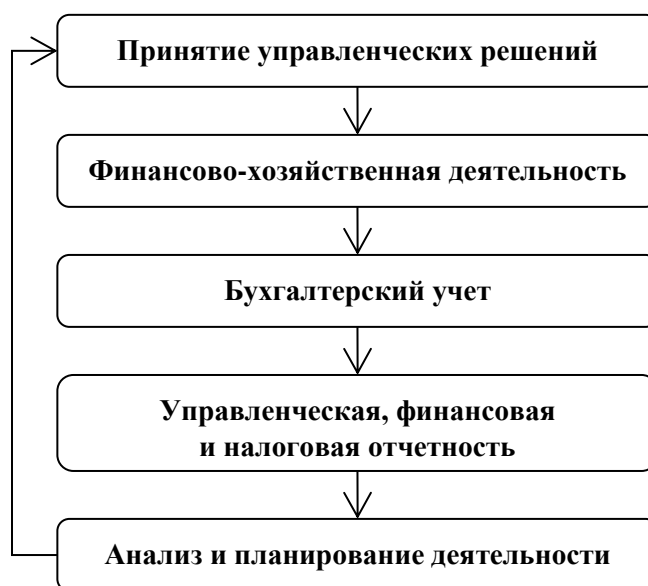 Принятие управленческих решений
Финансово-хозяйственная деятельность
Бухгалтерский учет
Управленческая, финансовая
и налоговая отчетность
Анализ и планирование деятельности